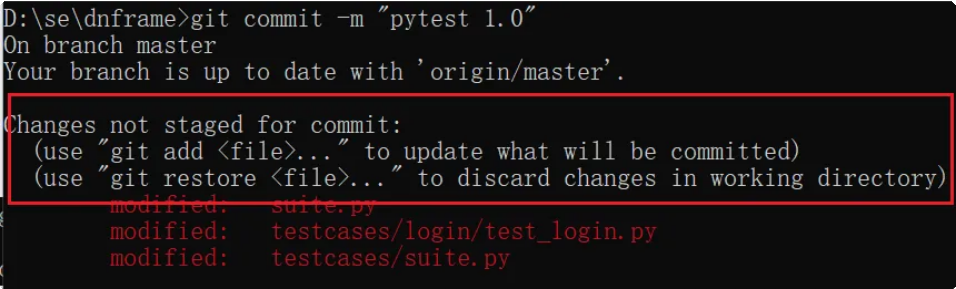 D:\se\dnframe>git commit -m "pytest 1.0"
On branch master
Your branch is up to date with 'origin/master'.
Changes not staged for commit:
(use "git add <file>..." to update what will be committed)
(use "git restore <file>..." to discard changes in working directory)
modified: suite.py
modified: testcases/login/test_login.py
modified: testcases/suite.py